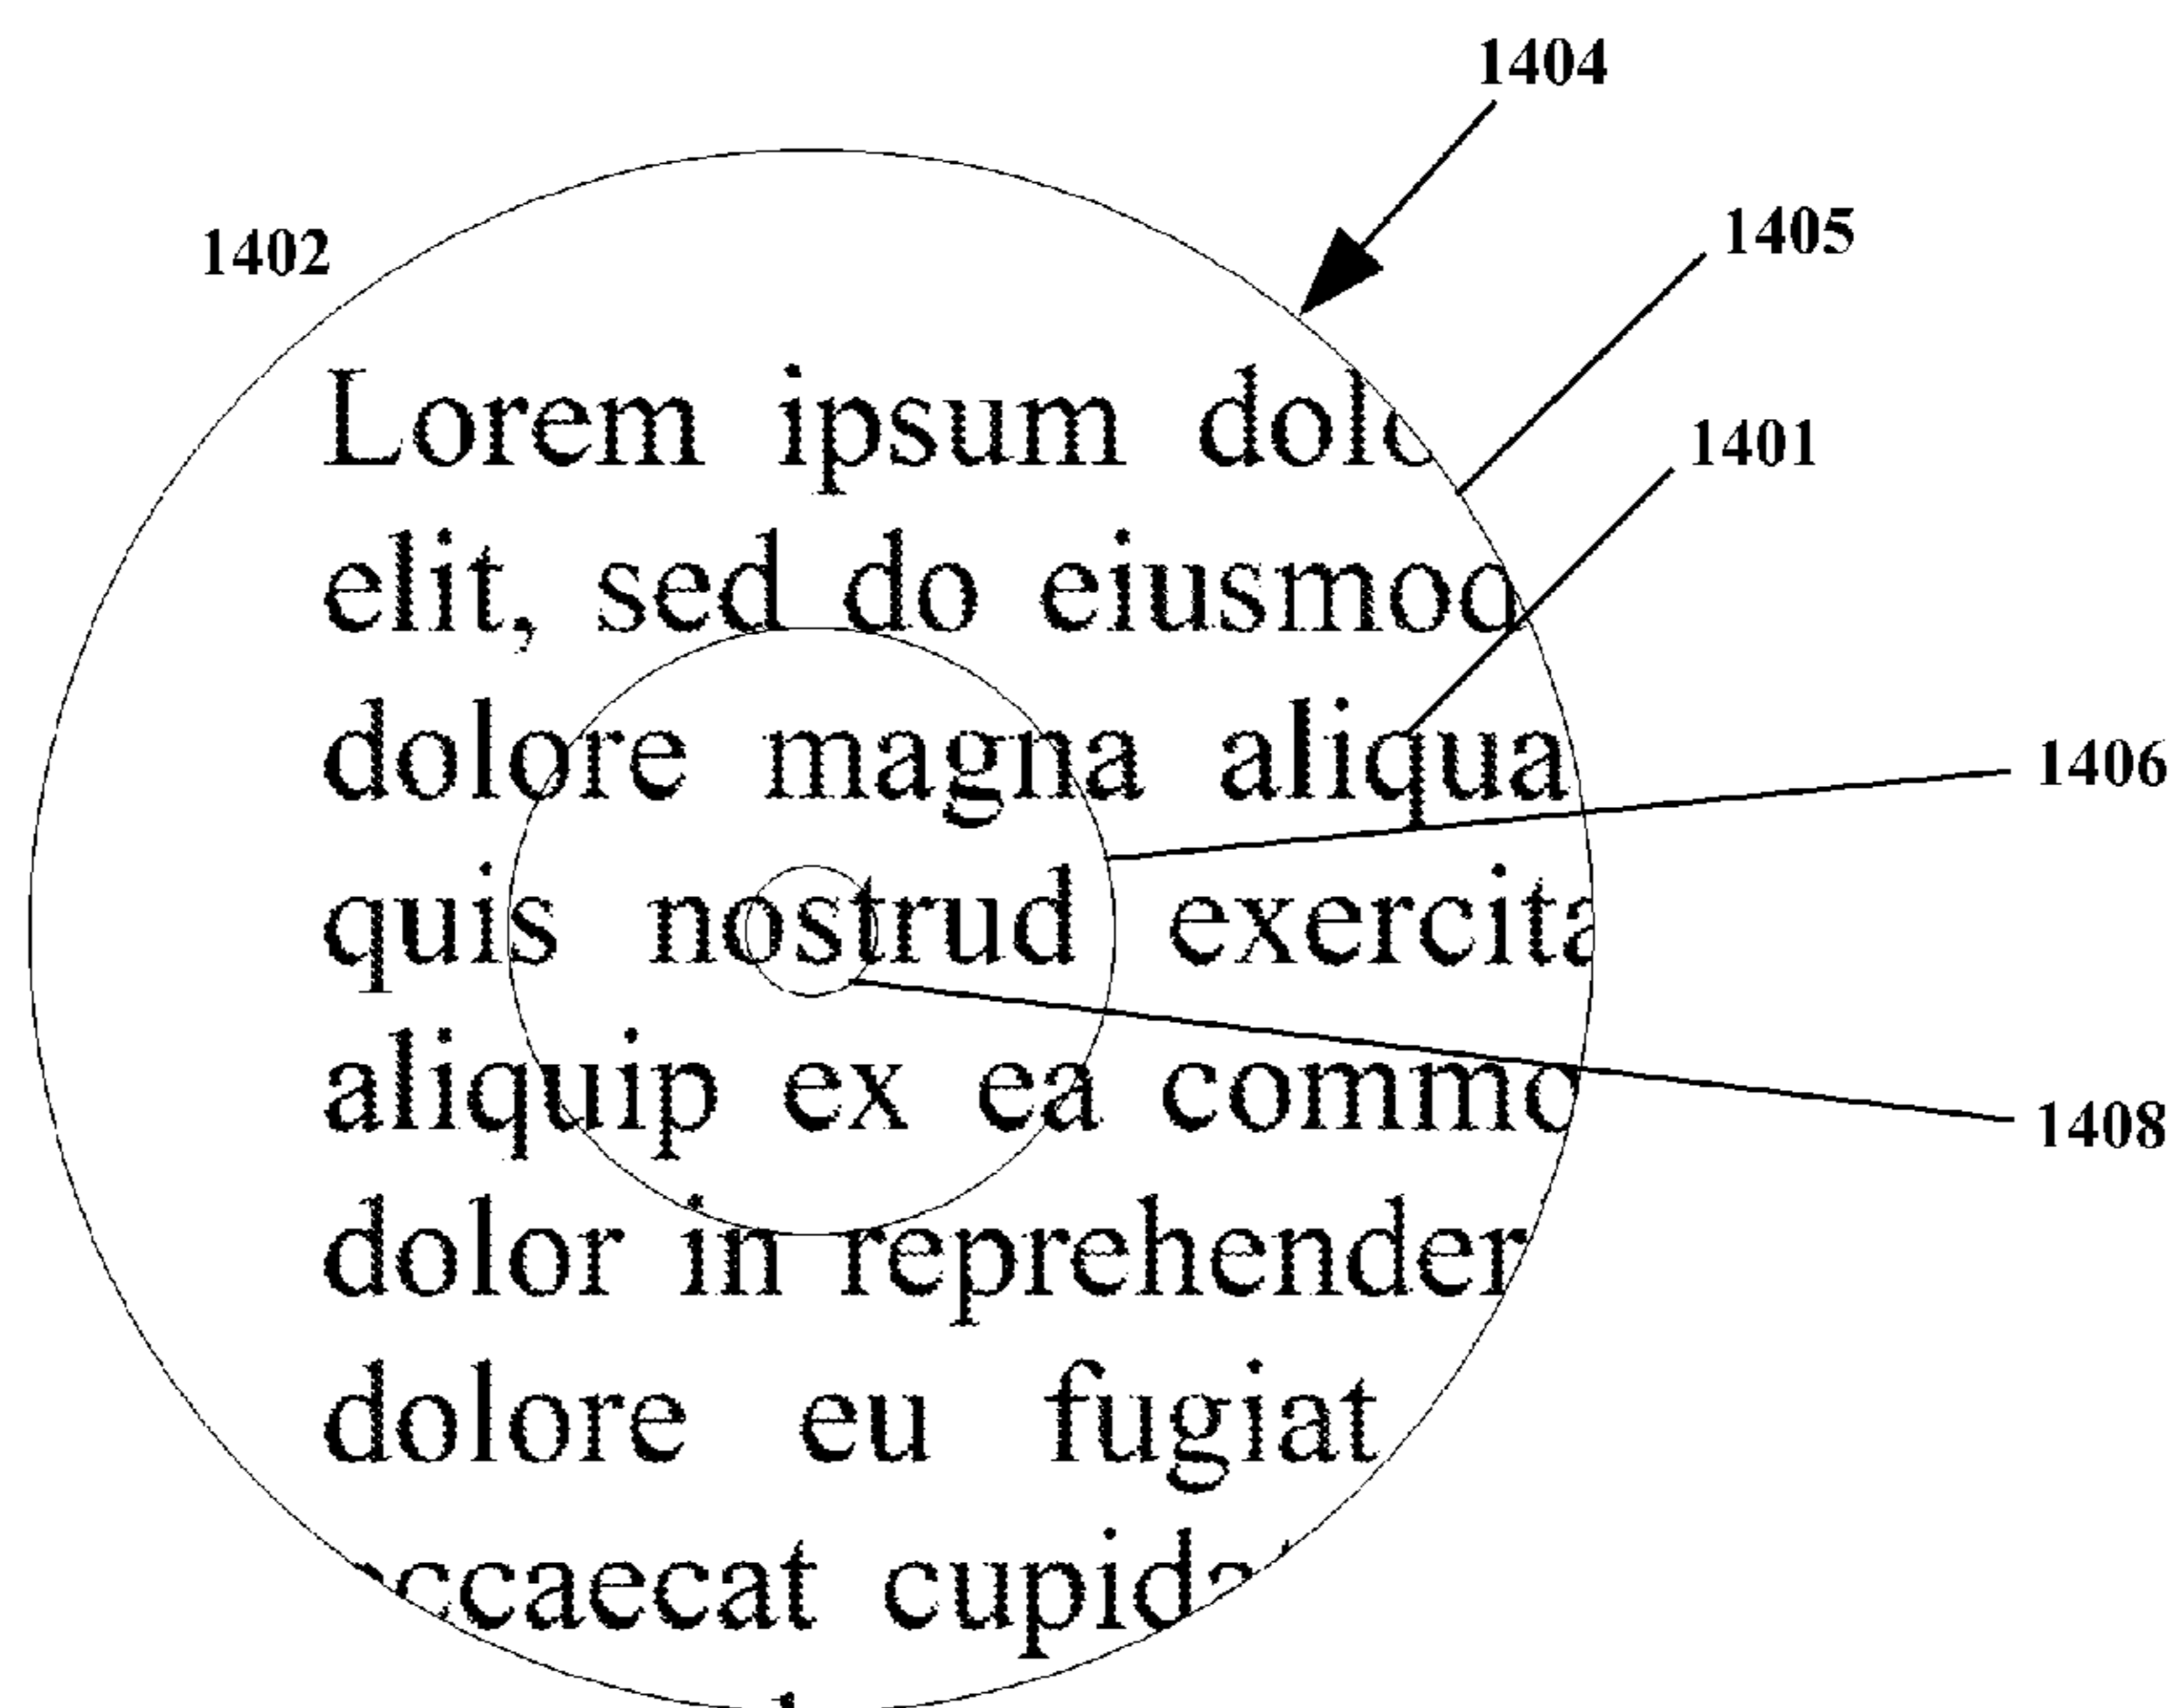 1404
1405
1402
1401
Lorem ipsum dolo
elit, sed do eiusmod
dolore magna aliqua
1406
quis nostrud exercita
aliquip ex ea commo
1408
dolor in reprehender
dolore eu fugiat
ccaecat cupida